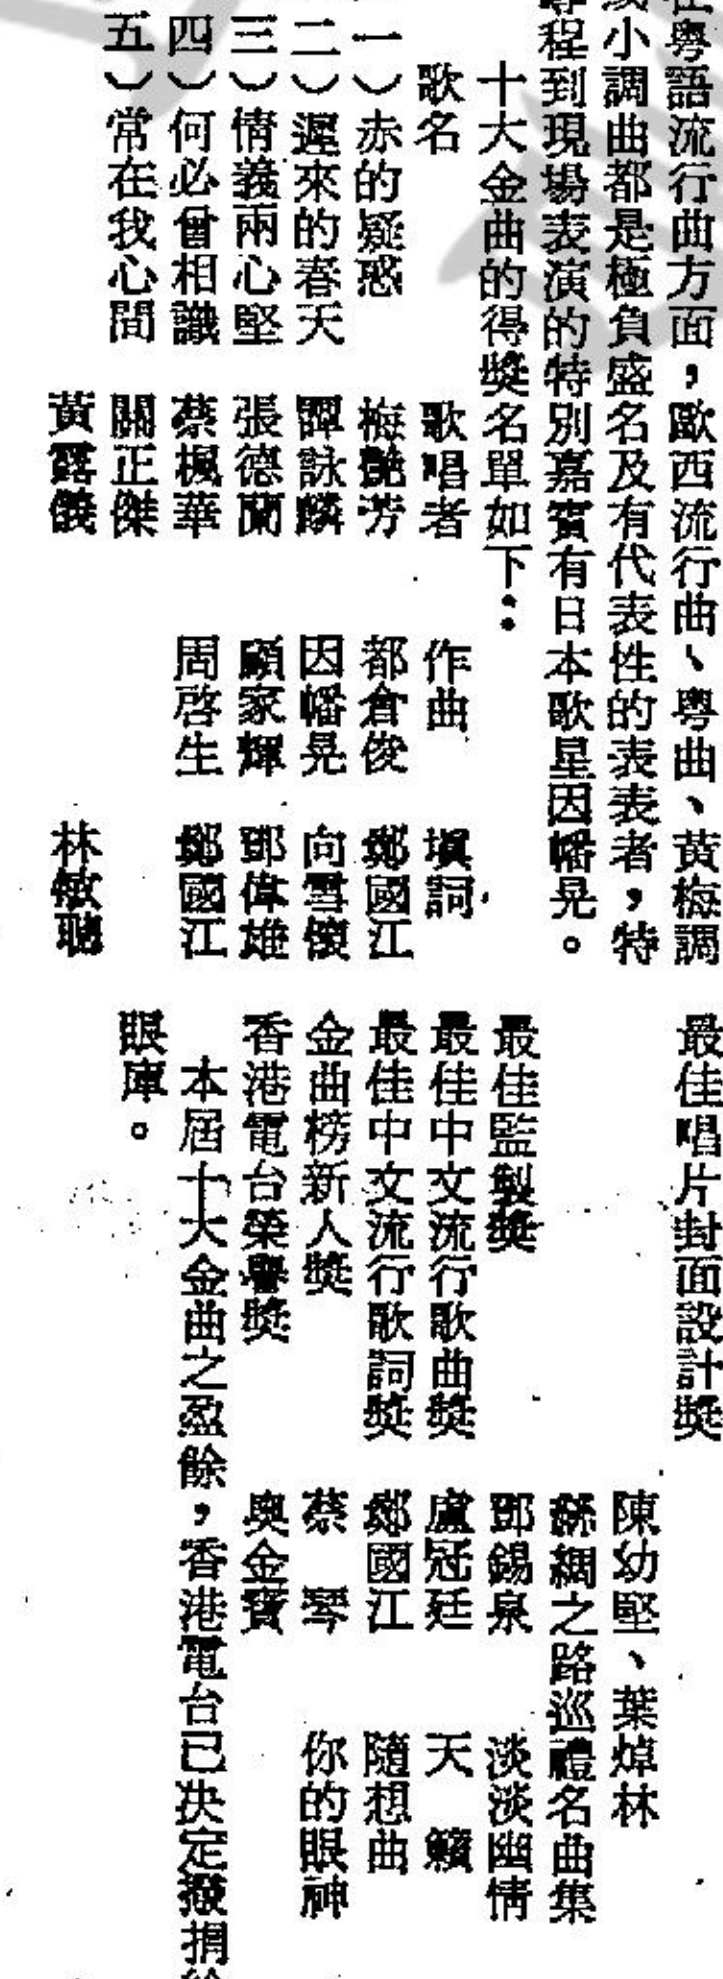 在粵語流行曲方面，歐西流行曲、粵曲、黃梅調
或小調曲都是極負盛名及有代表性的表表者，特
專程到現場表演的特別嘉賓有日本歌星因幡晃。
十大金曲的得獎名單如下：
歌名　歌唱者　作曲　填詞
一）赤的疑惑　梅艷芳　都倉俊　鄭國江
二）遲來的春天　譚詠麟　因幡晃　向雪懷
三）情義兩心堅　張德蘭　顧家輝　鄧偉雄
四）何必曾相識　蔡楓華　周啓生　鄭國江
五）常在我心間　關正傑
黃露儀　林敏聰
最佳唱片封面設計獎
陳幼堅、葉焯林
絲綢之路巡禮名曲集
最佳監製獎　鄧錫泉　淡淡幽情
最佳中文流行歌曲獎　盧冠廷　天籟
最佳中文流行歌詞獎　鄭國江　隨想曲
金曲榜新人獎　蔡琴　你的眼神
香港電台榮譽獎　奧金寶
本屆十大金曲之盈餘，香港電台已決定撥捐給
眼庫。